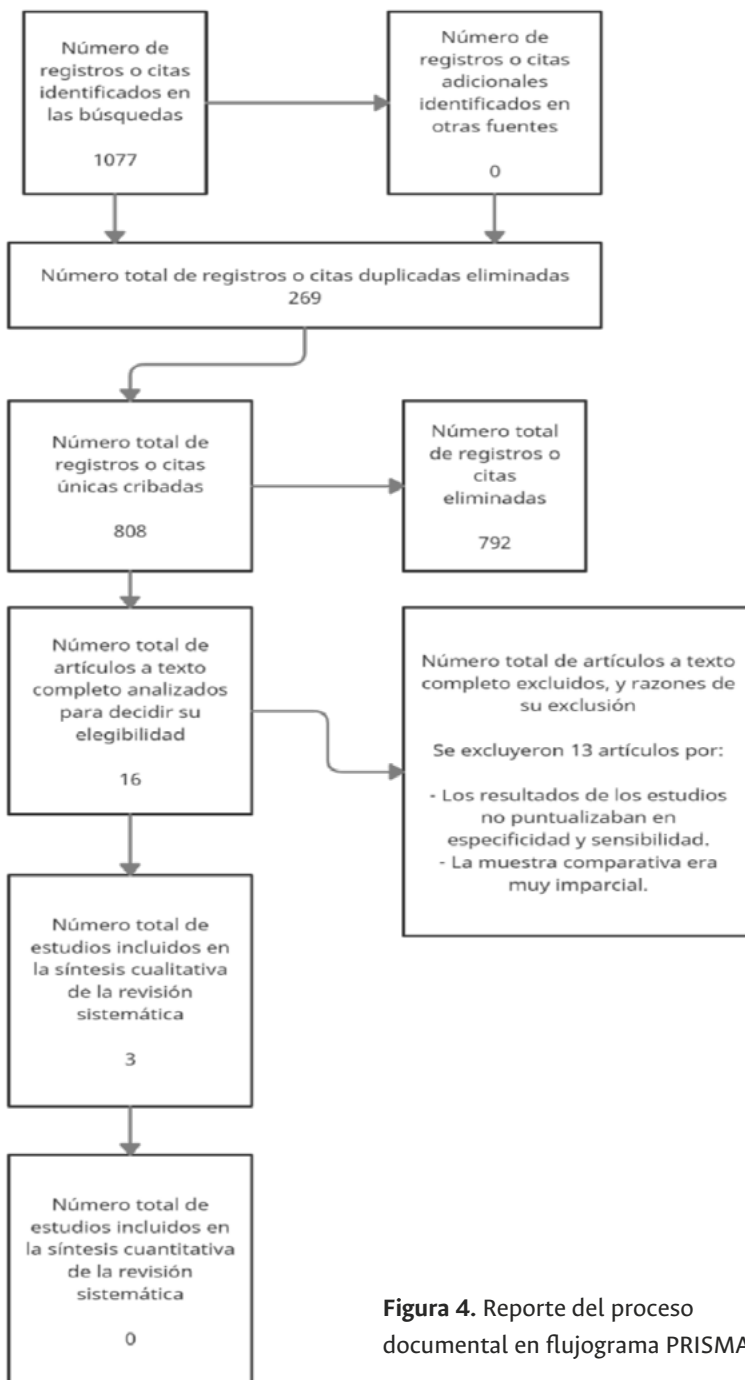 Número de
registros o citas
identificados en
las búsquedas
1077
Número de
registros o citas
adicionales
identificados en
otras fuentes
0
Número total de registros o citas duplicadas eliminadas
269
Número total de
registros o citas
únicas cribadas
808
Número total
de registros o
citas
eliminadas
792
Número total de
artículos a texto
completo analizados
para decidir su
elegibilidad
16
Número total de artículos a texto
completo excluidos, y razones de
su exclusión
Se excluyeron 13 artículos por:
- Los resultados de los estudios
no puntualizaban en
especificidad y sensibilidad.
- La muestra comparativa era
muy imparcial.
Número total de
estudios incluidos en
la síntesis cualitativa
de la revisión
sistemática
3
Número total de
estudios incluidos en
la síntesis cuantitativa
de la revisión
sistemática
0
Figura 4. Reporte del proceso
documental en flujograma PRISMA